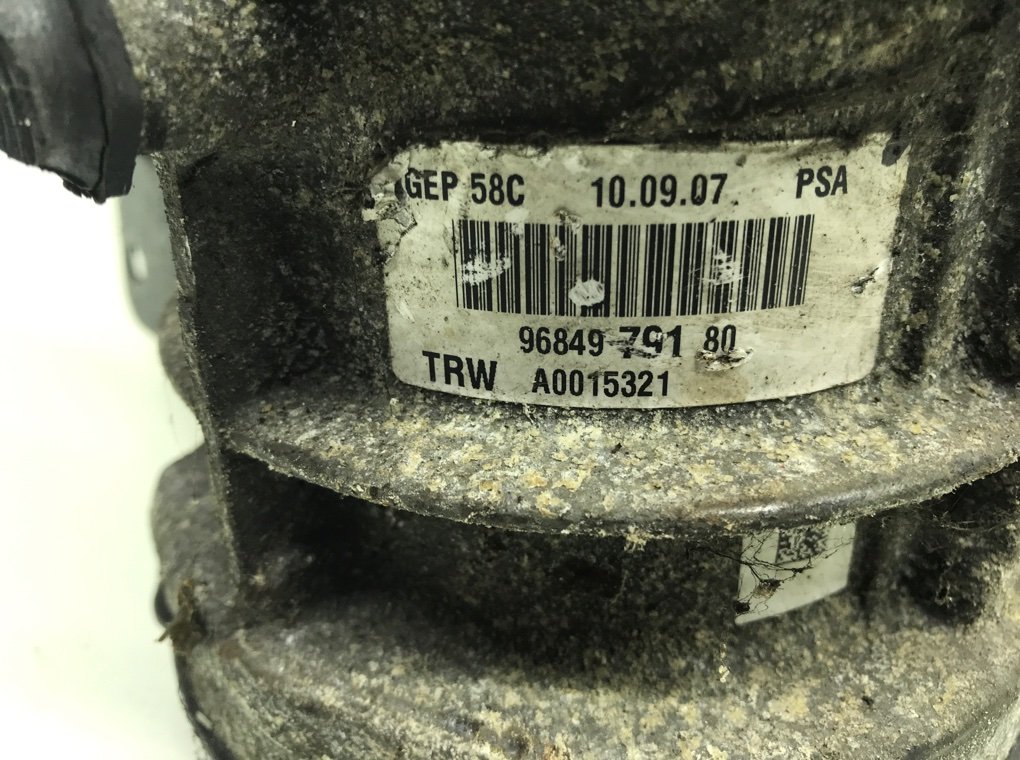 GEP 58C 10.09.07. PSA
96849 791 80
TRW A0015321